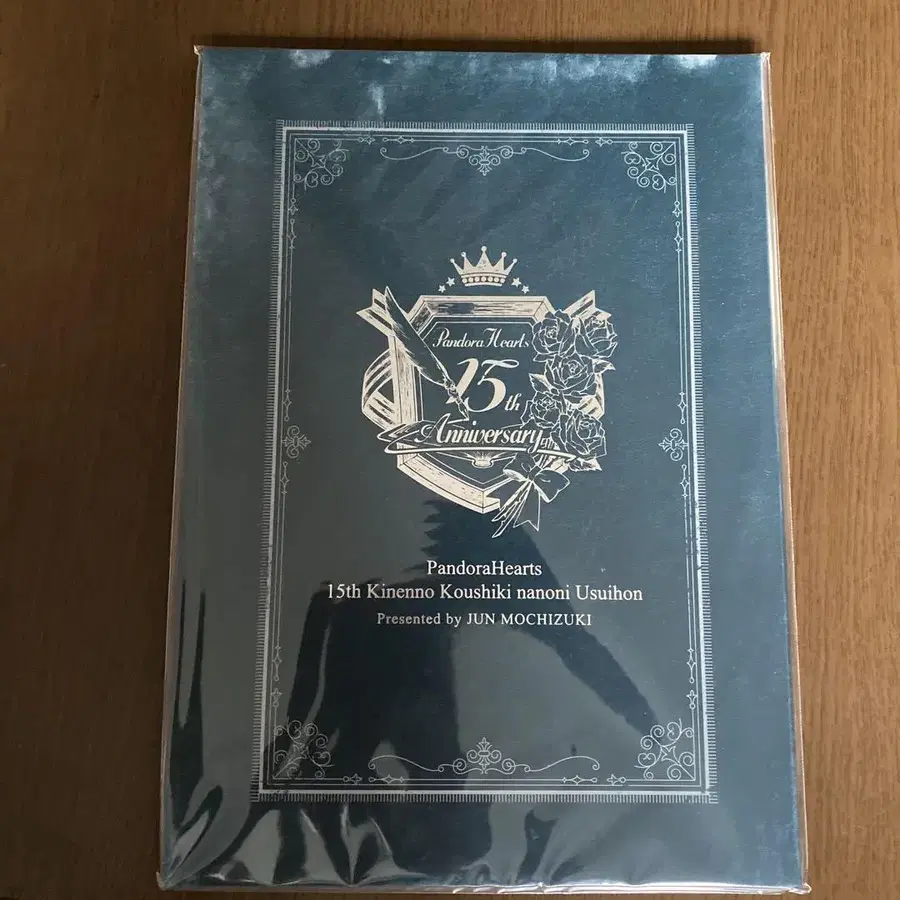 PandoraHearts
15th
Anniversary
PandoraHearts
15th Kinenno Koushiki nanoni Usuihon
Presented by JUN MOCHIZUKI